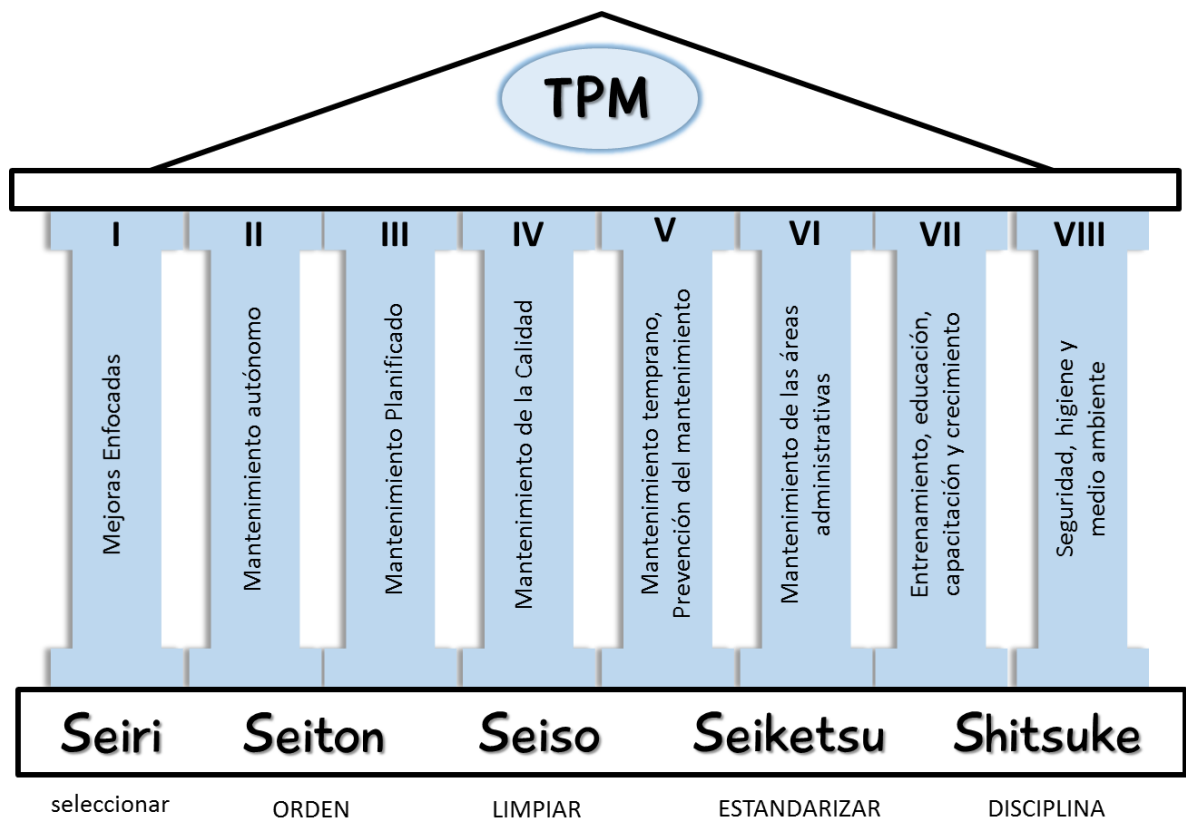 TPM
I
II
III
IV
V
VI
VII
VIII
Mejoras Enfocadas
Mantenimiento autónomo
Mantenimiento Planificado
Mantenimiento de la Calidad
Mantenimiento temprano,
Prevención del mantenimiento
Mantenimiento de las áreas
administrativas
Entrenamiento, educación,
capacitación y crecimiento
Seguridad, higiene y
medio ambiente
Seiri
Seiton
Seiso
Seiketsu
Shitsuke
seleccionar
ORDEN
LIMPIAR
ESTANDARIZAR
DISCIPLINA